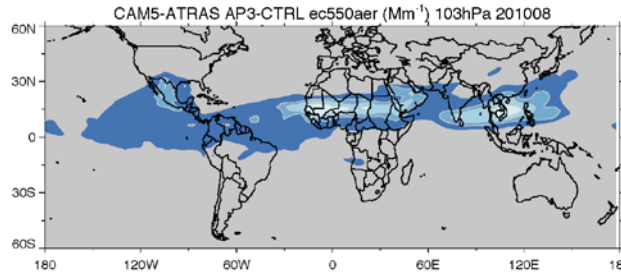 CAM5-ATRAS AP3-CTRL ec550aer (Mm⁻¹) 103hPa 201008
60N
30N
0
30S
60S
180 120W 60W 0 60E 120E 180